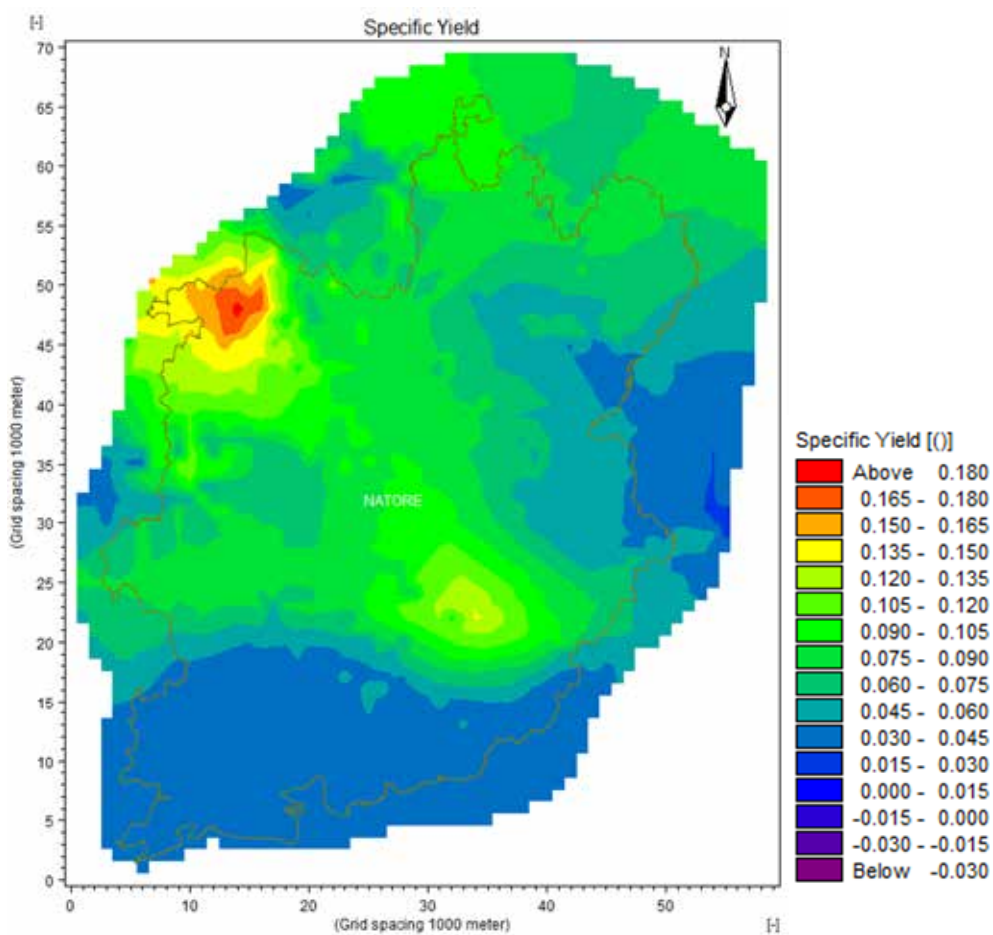 [-]
Specific Yield
N
70
65
60
55
50
45
40
35
30
25
20
15
10
5
0
(Grid spacing 1000 meter)
NATORE
0 10 20 30 40 50
(Grid spacing 1000 meter) [-]
Specific Yield [()]
Above 0.180
0.165 - 0.180
0.150 - 0.165
0.135 - 0.150
0.120 - 0.135
0.105 - 0.120
0.090 - 0.105
0.075 - 0.090
0.060 - 0.075
0.045 - 0.060
0.030 - 0.045
0.015 - 0.030
0.000 - 0.015
-0.015 - 0.000
-0.030 - -0.015
Below -0.030